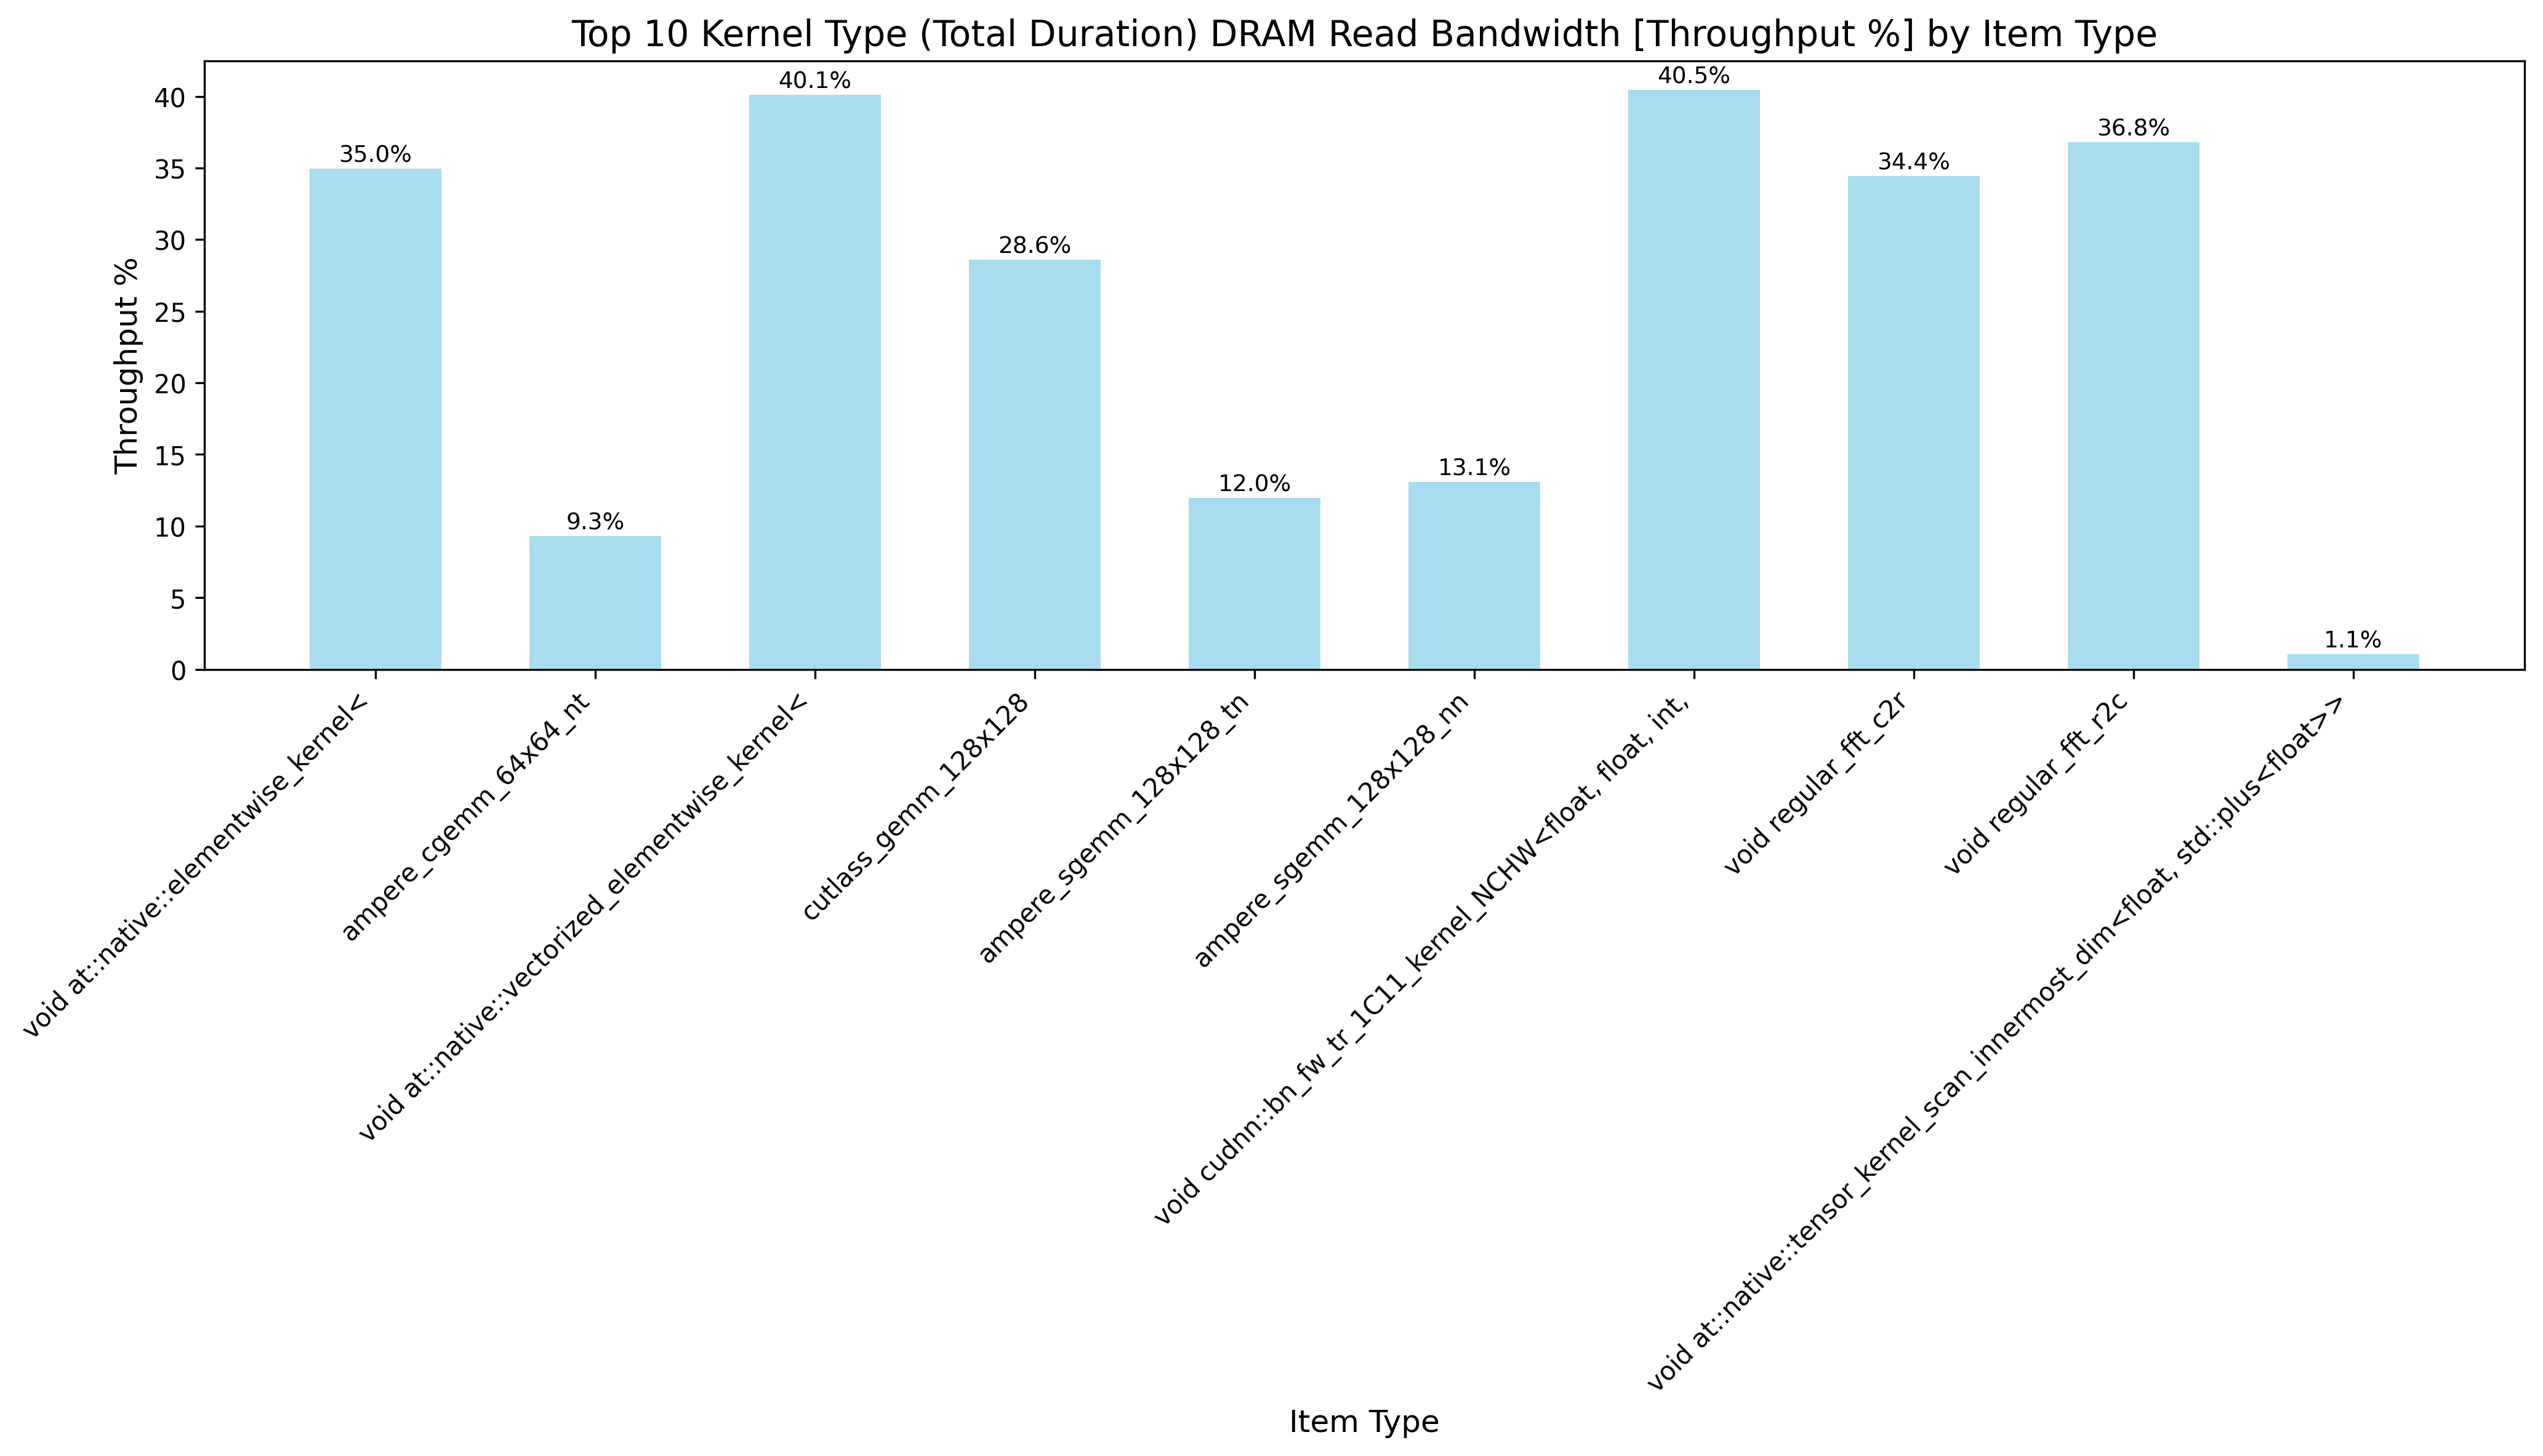 Top 10 Kernel Type (Total Duration) DRAM Read Bandwidth [Throughput %] by Item Type
Throughput %
40
35
30
25
20
15
10
5
0
35.0%
9.3%
40.1%
28.6%
12.0%
13.1%
40.5%
34.4%
36.8%
1.1%
void at::native::elementwise_kernel<
ampere_cgemm_64x64_nt
void at::native::vectorized_elementwise_kernel<
cutlass_gemm_128x128
ampere_sgemm_128x128_tn
ampere_sgemm_128x128_nn
void cudnn::bn_fw_tr_1C11_kernel_NCHW<float, float, int,
void regular_fft_c2r
void regular_fft_r2c
void at::native::tensor_kernel_scan_innermost_dim<float, std::plus<float>>
Item Type